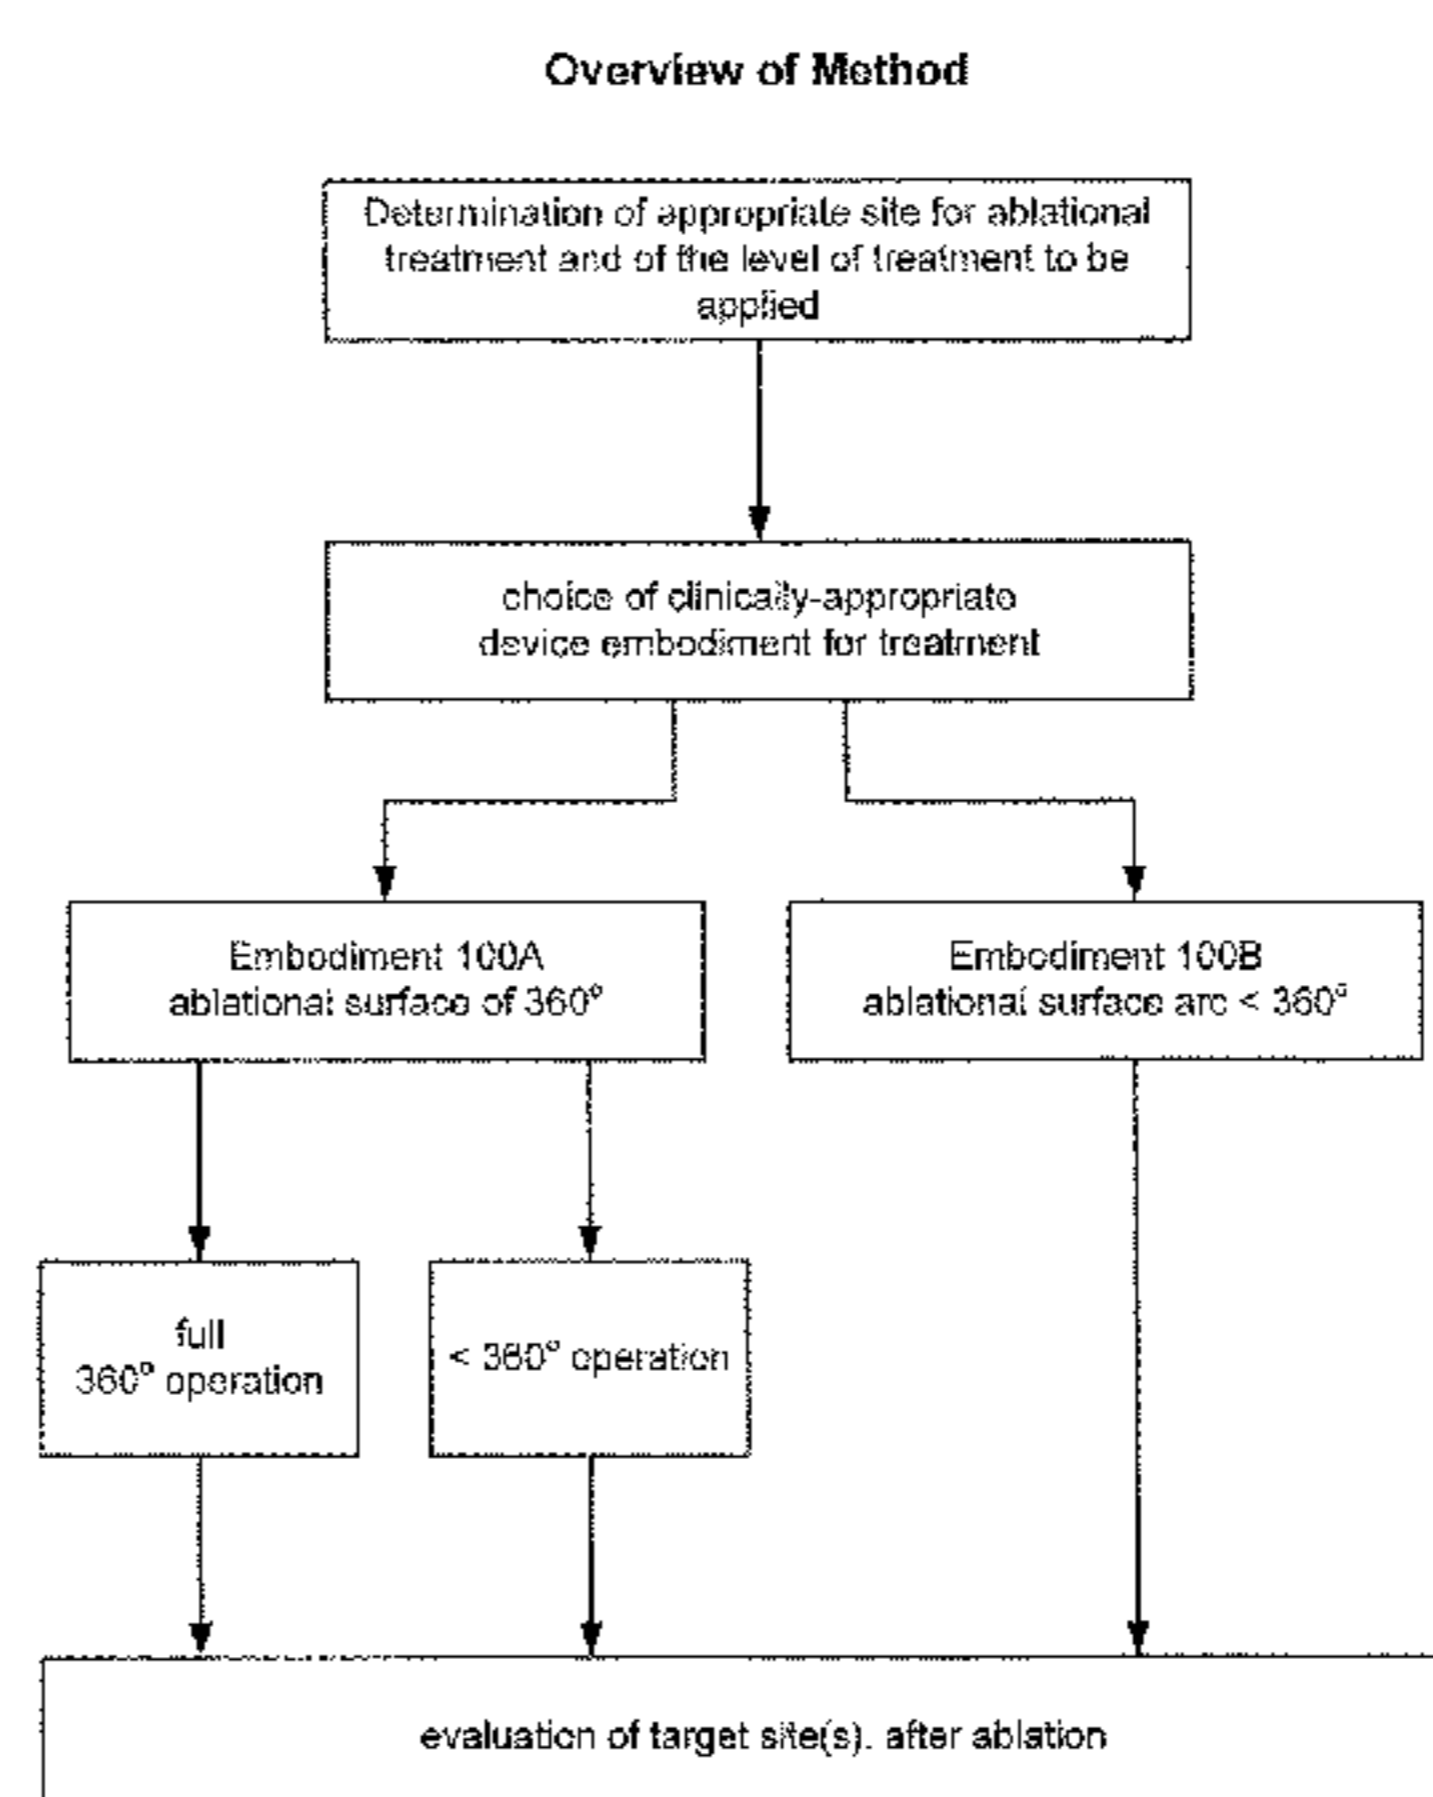 Overview of Method
Determination of appropriate site for ablational
treatment and of the level of treatment to be
applied
choice of clinically-appropriate
device embodiment for treatment
Embodiment 100A
ablational surface of 360°
Embodiment 100B
ablational surface arc < 360°
full
360° operation
< 360° operation
evaluation of target site(s). after ablation